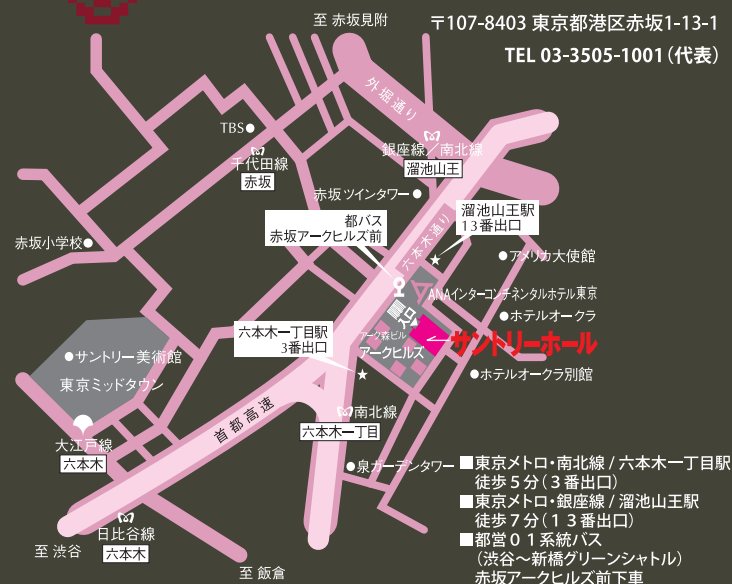 至 赤坂見附
〒107-8403 東京都港区赤坂1-13-1
TEL 03-3505-1001（代表）
外堀通り
TBS
千代田線
赤坂
銀座線／南北線
溜池山王
赤坂ツインタワー
都バス
赤坂アークヒルズ前
六本木通り
溜池山王駅
13番出口
赤坂小学校
アメリカ大使館
ANAインターコンチネンタルホテル東京
ホテルオークラ
アーク森ビル
アークヒルズ
サントリーホール
六本木一丁目駅
3番出口
サントリー美術館
東京ミッドタウン
ホテルオークラ別館
首都高速
南北線
六本木一丁目
大江戸線
六本木
泉ガーデンタワー
日比谷線
六本木
至 渋谷
至 飯倉
■東京メトロ・南北線 / 六本木一丁目駅
徒歩５分（３番出口）
■東京メトロ・銀座線 / 溜池山王駅
徒歩７分（１３番出口）
■都営０１系統バス
（渋谷～新橋グリーンシャトル）
赤坂アークヒルズ前下車